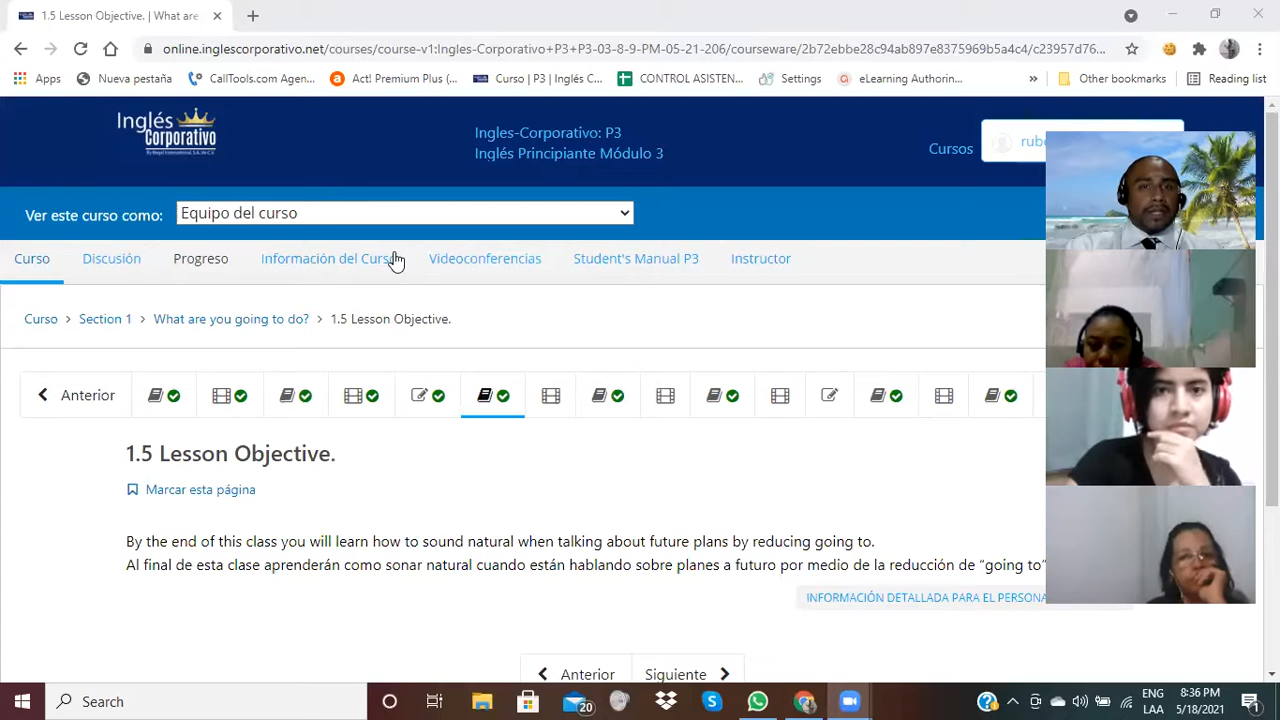 1.5 Lesson Objective. | What are
online.inglescorporativo.net/courses/course-v1:Ingles-Corporativo+P3+P3-03-8-9-PM-05-21-206/courseware/2b72ebbe28c94ab897e8375969b5a4c4/c23957d76...
Apps Nueva pestaña CallTools.com Agen... Act! Premium Plus (... Curso | P3 | Inglés C... CONTROL ASISTEN... Settings eLearning Authorin... » Other bookmarks Reading list
Inglés
Corporativo
Ingles-Corporativo: P3
Inglés Principiante Módulo 3
Cursos
Ver este curso como: Equipo del curso
Curso Discusión Progreso Información del Curso Videoconferencias Student's Manual P3 Instructor
Curso > Section 1 > What are you going to do? > 1.5 Lesson Objective.
Anterior
1.5 Lesson Objective.
Marcar esta página
By the end of this class you will learn how to sound natural when talking about future plans by reducing going to.
Al final de esta clase aprenderán como sonar natural cuando están hablando sobre planes a futuro por medio de la reducción de "going to"
INFORMACIÓN DETALLADA PARA EL
Anterior Siguiente
Search
20
ENG
LAA
8:36 PM
5/18/2021
1